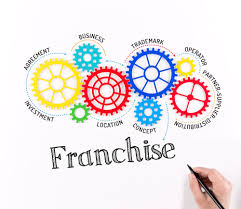 AGREEMENT
BUSINESS
TRADEMARK
OPERATOR
PARTNER-SUPPLIER-DISTRIBUTION
INVESTMENT
LOCATION
CONCEPT
Franchise